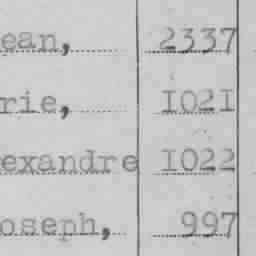 ean, 2337
rie, 1021
exandre 1022
oseph, 997